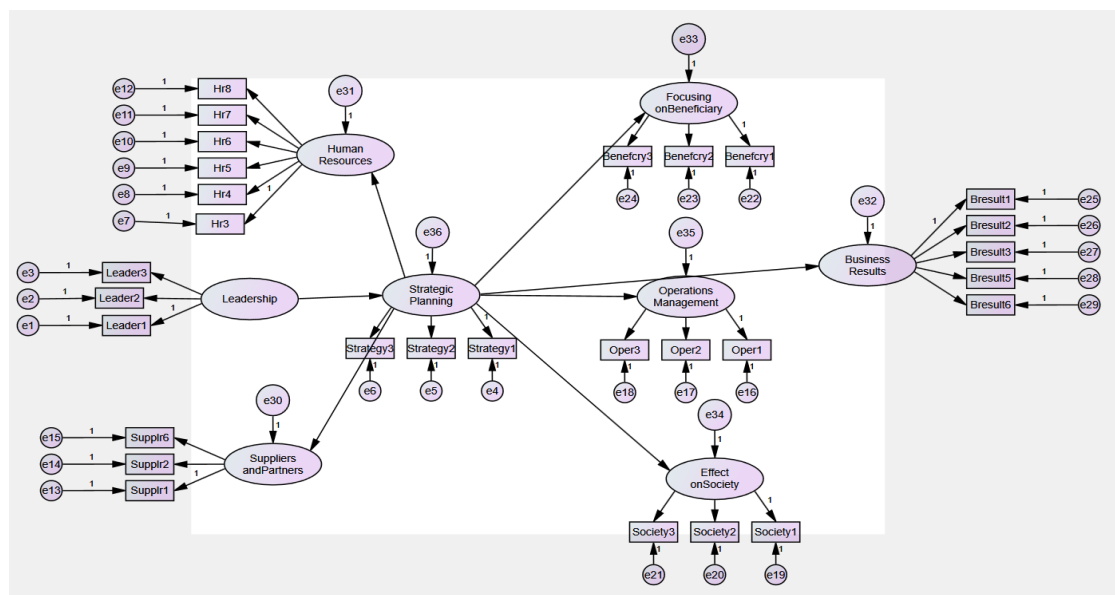 e33
1
e12
1
Hr8
e31
1
e11
1
Hr7
Focusing
onBeneficiary
e10
1
Hr6
Human
Resources
1
e9
1
Hr5
Benefcry3
Benefcry2
Benefcry1
e8
1
Hr4
1
1
1
1
e7
1
Hr3
e24
e23
e22
e32
1
Bresult1
1
e25
1
Bresult2
1
e26
e36
1
e35
1
Bresult3
1
e27
Business
Results
e3
1
Leader3
Bresult5
1
e28
e2
1
Leader2
Leadership
Strategic
Planning
Operations
Management
Bresult6
1
e29
e1
1
Leader1
1
1
1
Strategy3
Strategy2
Strategy1
Oper3
Oper2
Oper1
1
1
1
1
1
1
e6
e5
e4
e18
e17
e16
e30
1
e34
1
e15
1
Supplr6
e14
1
Supplr2
Suppliers
andPartners
e13
1
Supplr1
1
Effect
onSociety
1
Society3
Society2
Society1
1
1
1
e21
e20
e19